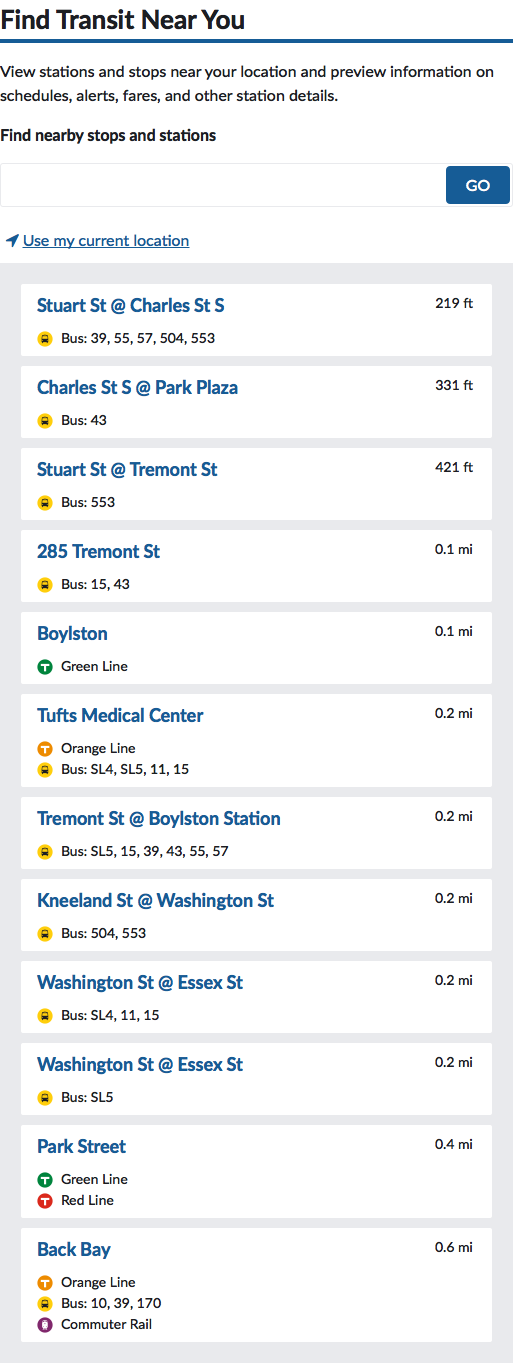 Find Transit Near You
View stations and stops near your location and preview information on
schedules, alerts, fares, and other station details.
Find nearby stops and stations
GO
Use my current location
Stuart St @ Charles St S
219 ft
Bus: 39, 55, 57, 504, 553
Charles St S @ Park Plaza
331 ft
Bus: 43
Stuart St @ Tremont St
421 ft
Bus: 553
285 Tremont St
0.1 mi
Bus: 15, 43
Boylston
0.1 mi
T Green Line
Tufts Medical Center
0.2 mi
T Orange Line
Bus: SL4, SL5, 11, 15
Tremont St @ Boylston Station
0.2 mi
Bus: SL5, 15, 39, 43, 55, 57
Kneeland St @ Washington St
0.2 mi
Bus: 504, 553
Washington St @ Essex St
0.2 mi
Bus: SL4, 11, 15
Washington St @ Essex St
0.2 mi
Bus: SL5
Park Street
0.4 mi
T Green Line
T Red Line
Back Bay
0.6 mi
T Orange Line
Bus: 10, 39, 170
Commuter Rail